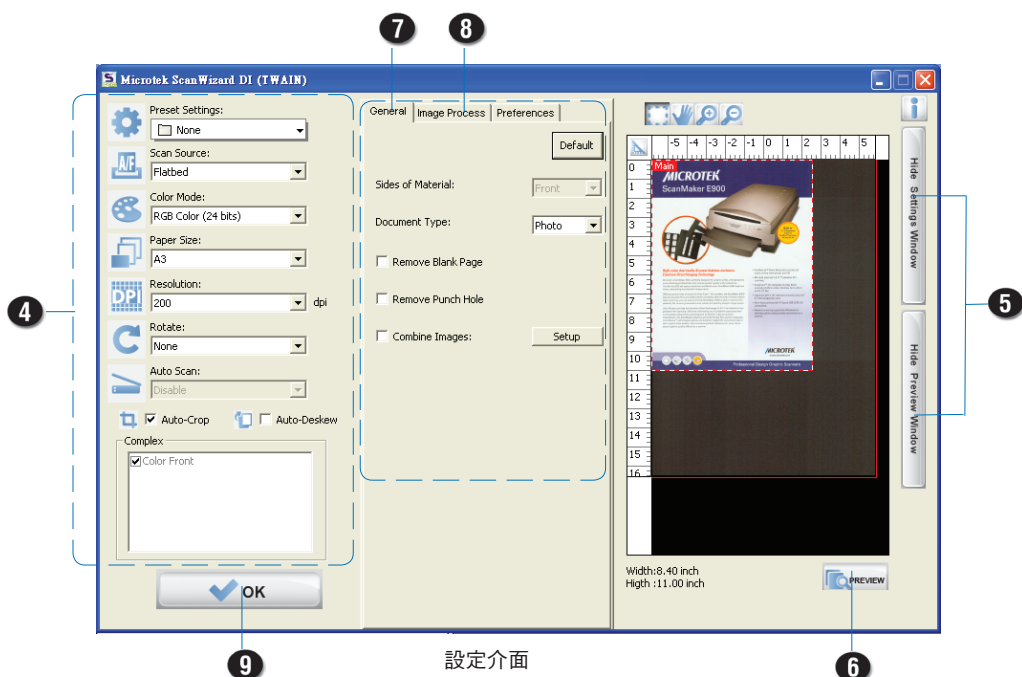 7
8
Microtek ScanWizard DI (TWAIN)
Preset Settings:
None
Scan Source:
A/F
Flatbed
Color Mode:
RGB Color (24 bits)
Paper Size:
A3
Resolution:
DPI
200
dpi
Rotate:
None
Auto Scan:
Disable
Auto-Crop
Auto-Deskew
Complex
Color Front
OK
4
9
General
Image Process
Preferences
Default
Sides of Material:
Front
Document Type:
Photo
Remove Blank Page
Remove Punch Hole
Combine Images:
Setup
設定介面
-5 -4 -3 -2 -1 0 1 2 3 4 5
0
1
2
3
4
5
6
7
8
9
10
11
12
13
14
15
16
Main
MICROTEK
ScanMaker E900
MICROTEK
Professional Design Graphic Scanners
Width:8.40 inch
Higth :11.00 inch
PREVIEW
i
Hide Settings Window
Hide Preview Window
5
6